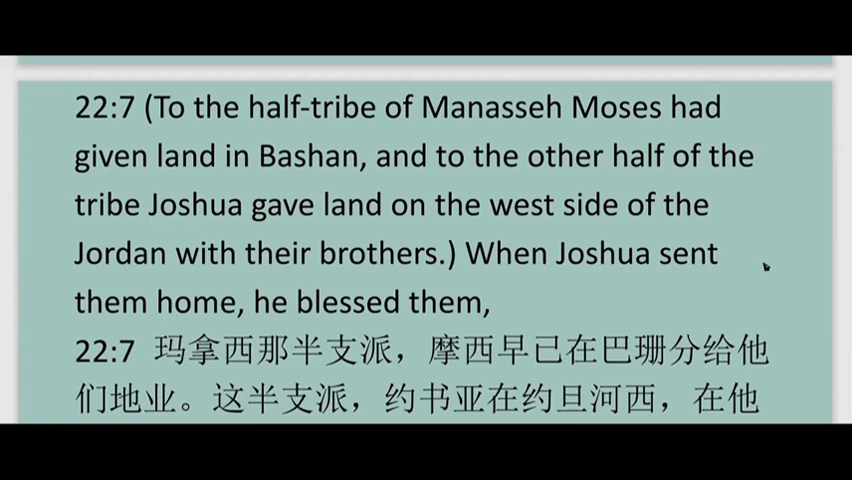 22:7 (To the half-tribe of Manasseh Moses had
given land in Bashan, and to the other half of the
tribe Joshua gave land on the west side of the
Jordan with their brothers.) When Joshua sent
them home, he blessed them,
22:7 玛拿西那半支派，摩西早已在巴珊分给他
们地业。这半支派，约书亚在约旦河西，在他